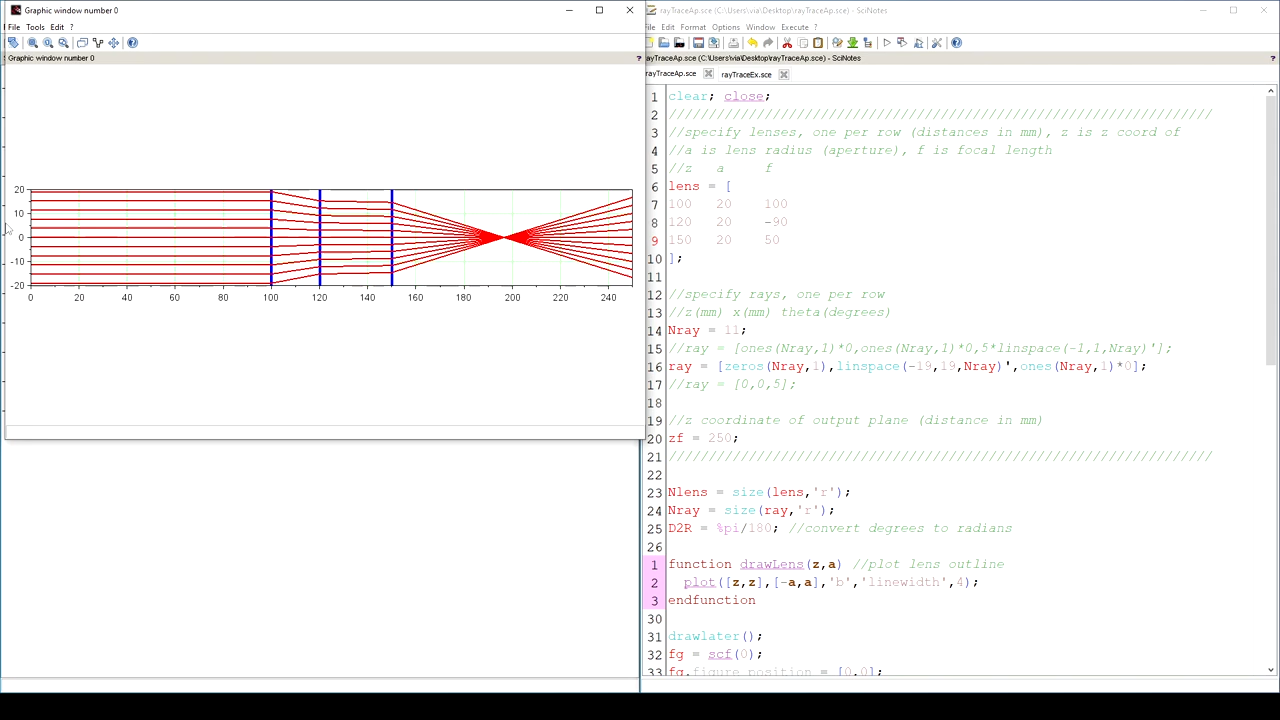 Graphic window number 0
File Tools Edit ?
Graphic window number 0 ?
20
10
0
-10
-20
0 20 40 60 80 100 120 140 160 180 200 220 240
rayTraceAp.sce (C:\Users\via\Desktop\rayTraceAp.sce) - SciNotes
File Edit Format Options Window Execute ?
rayTraceAp.sce (C:\Users\via\Desktop\rayTraceAp.sce) - SciNotes ?
rayTraceAp.sce rayTraceEx.sce
1 clear; close;
2 ////////////////////////////////////////////////////////////////////
3 //specify lenses, one per row (distances in mm), z is z coord of
4 //a is lens radius (aperture), f is focal length
5 //z a f
6 lens = [
7 100 20 100
8 120 20 -90
9 150 20 50
10 ];
11
12 //specify rays, one per row
13 //z(mm) x(mm) theta(degrees)
14 Nray = 11;
15 //ray = [ones(Nray,1)*0,ones(Nray,1)*0,5*linspace(-1,1,Nray)'];
16 ray = [zeros(Nray,1),linspace(-19,19,Nray)',ones(Nray,1)*0];
17 //ray = [0,0,5];
18
19 //z coordinate of output plane (distance in mm)
20 zf = 250;
21 ////////////////////////////////////////////////////////////////////
22
23 Nlens = size(lens,'r');
24 Nray = size(ray,'r');
25 D2R = %pi/180; //convert degrees to radians
26
1 function drawLens(z,a) //plot lens outline
2 plot([z,z],[-a,a],'b','linewidth',4);
3 endfunction
30
31 drawlater();
32 fg = scf(0);
33 fg.figure_position = [0,0];